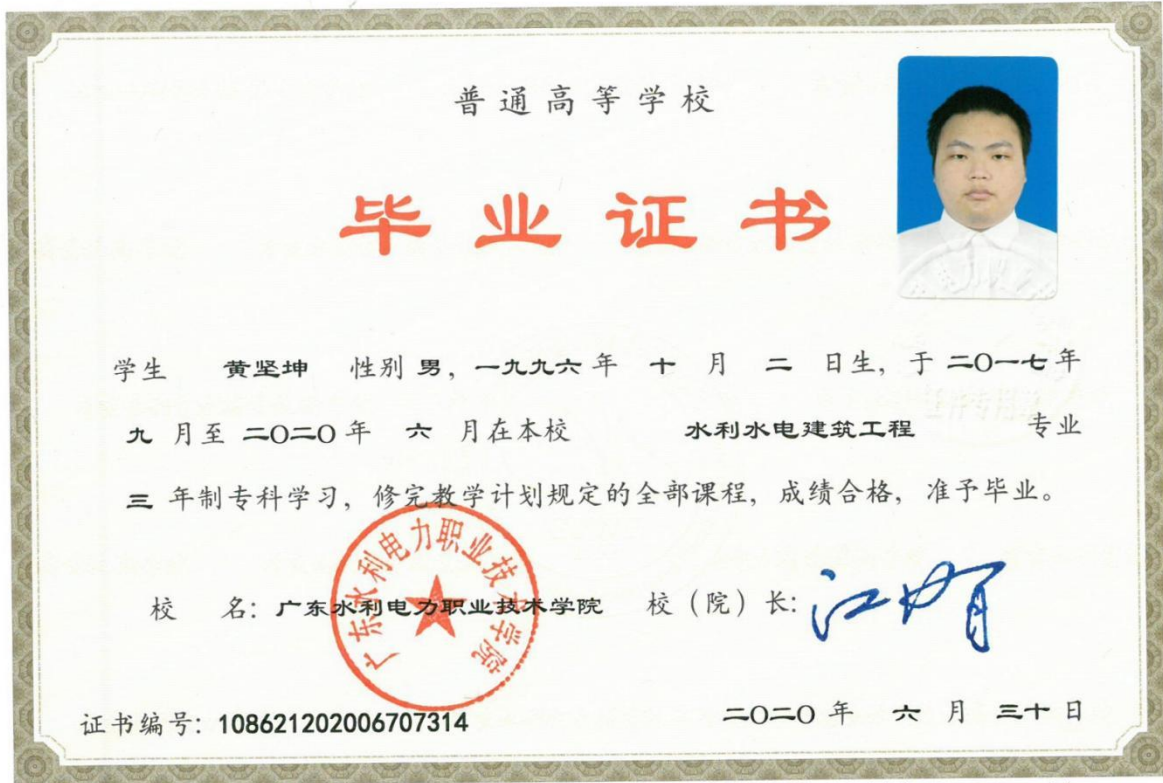 普通高等学校
毕业证书
学生 黄坚坤 性别 男，一九九六年 十 月 二 日生，于二〇一七年
九 月至 二〇二〇 年 六 月在本校 水利水电建筑工程 专业
三 年制专科学习，修完教学计划规定的全部课程，成绩合格，准予毕业。
广东水利电力职业技术学院
校 名：广东水利电力职业技术学院 校（院）长：
证书编号：108621202006707314 二〇二〇 年 六 月 三十 日